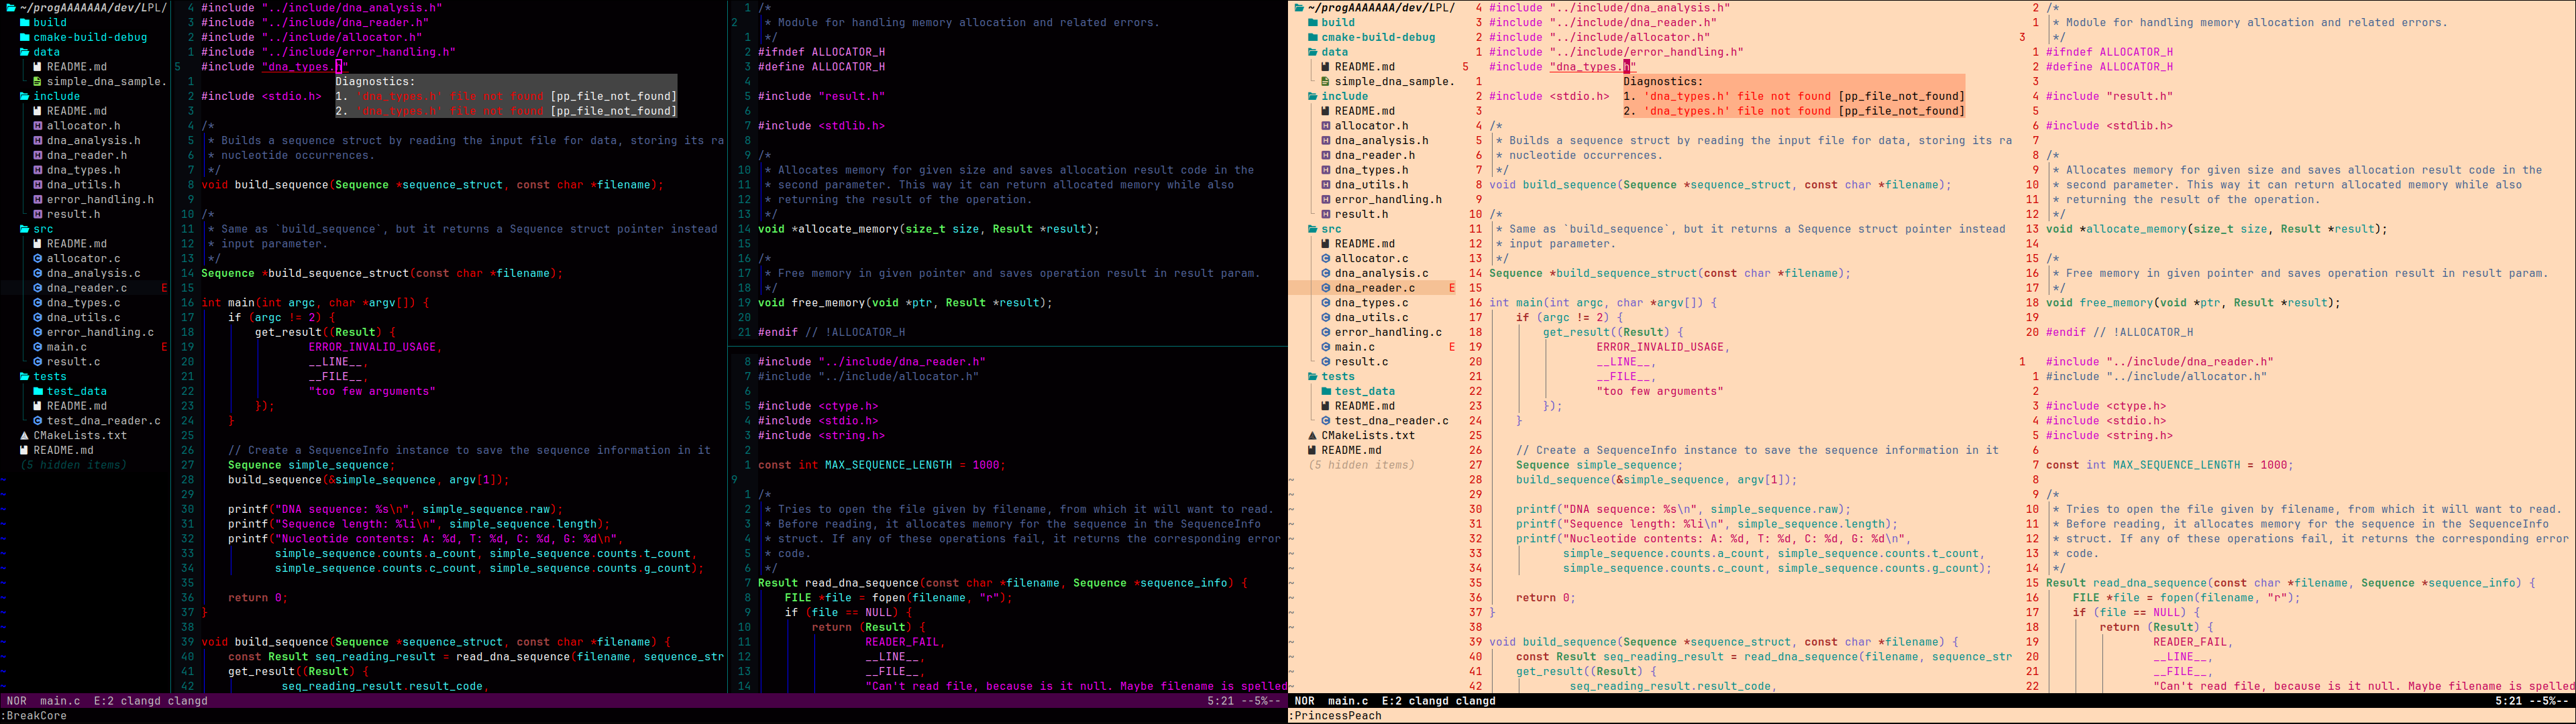 ~/progAAAAAAA/dev/LPL/
build
cmake-build-debug
data
README.md
simple_dna_sample.
include
README.md
allocator.h
dna_analysis.h
dna_reader.h
dna_types.h
dna_utils.h
error_handling.h
result.h
src
README.md
allocator.c
dna_analysis.c
dna_reader.c E
dna_types.c
dna_utils.c
error_handling.c
main.c E
result.c
tests
test_data
README.md
test_dna_reader.c
CMakeLists.txt
README.md
(5 hidden items)
4 #include "../include/dna_analysis.h"
3 #include "../include/dna_reader.h"
2 #include "../include/allocator.h"
1 #include "../include/error_handling.h"
5 #include "dna_types.h"
1 Diagnostics:
2 #include <stdio.h> 1. 'dna_types.h' file not found [pp_file_not_found]
3 2. 'dna_types.h' file not found [pp_file_not_found]
4 /*
5 * Builds a sequence struct by reading the input file for data, storing its ra
6 * nucleotide occurrences.
7 */
8 void build_sequence(Sequence *sequence_struct, const char *filename);
9
10 /*
11 * Same as `build_sequence`, but it returns a Sequence struct pointer instead
12 * input parameter.
13 */
14 Sequence *build_sequence_struct(const char *filename);
15
16 int main(int argc, char *argv[]) {
17 if (argc != 2) {
18 get_result((Result) {
19 ERROR_INVALID_USAGE,
20 __LINE__,
21 __FILE__,
22 "too few arguments"
23 });
24 }
25
26 // Create a SequenceInfo instance to save the sequence information in it
27 Sequence simple_sequence;
28 build_sequence(&simple_sequence, argv[1]);
29
30 printf("DNA sequence: %s\n", simple_sequence.raw);
31 printf("Sequence length: %li\n", simple_sequence.length);
32 printf("Nucleotide contents: A: %d, T: %d, C: %d, G: %d\n",
33 simple_sequence.counts.a_count, simple_sequence.counts.t_count,
34 simple_sequence.counts.c_count, simple_sequence.counts.g_count);
35
36 return 0;
37 }
38
39 void build_sequence(Sequence *sequence_struct, const char *filename) {
40 const Result seq_reading_result = read_dna_sequence(filename, sequence_str
41 get_result((Result) {
42 seq_reading_result.result_code,
1 /*
2 * Module for handling memory allocation and related errors.
1 */
2 #ifndef ALLOCATOR_H
3 #define ALLOCATOR_H
4
5 #include "result.h"
6
7 #include <stdlib.h>
8
9 /*
10 * Allocates memory for given size and saves allocation result code in the
11 * second parameter. This way it can return allocated memory while also
12 * returning the result of the operation.
13 */
14 void *allocate_memory(size_t size, Result *result);
15
16 /*
17 * Free memory in given pointer and saves operation result in result param.
18 */
19 void free_memory(void *ptr, Result *result);
20
21 #endif // !ALLOCATOR_H
8 #include "../include/dna_reader.h"
7 #include "../include/allocator.h"
6
5 #include <ctype.h>
4 #include <stdio.h>
3 #include <string.h>
2
1 const int MAX_SEQUENCE_LENGTH = 1000;
9
1 /*
2 * Tries to open the file given by filename, from which it will want to read.
3 * Before reading, it allocates memory for the sequence in the SequenceInfo
4 * struct. If any of these operations fail, it returns the corresponding error
5 * code.
6 */
7 Result read_dna_sequence(const char *filename, Sequence *sequence_info) {
8 FILE *file = fopen(filename, "r");
9 if (file == NULL) {
10 return (Result) {
11 READER_FAIL,
12 __LINE__,
13 __FILE__,
14 "Can't read file, because is it null. Maybe filename is spelled
NOR main.c E:2 clangd clangd 5:21 --5%--
:BreakCore
~/progAAAAAAA/dev/LPL/
build
cmake-build-debug
data
README.md
simple_dna_sample.
include
README.md
allocator.h
dna_analysis.h
dna_reader.h
dna_types.h
dna_utils.h
error_handling.h
result.h
src
README.md
allocator.c
dna_analysis.c
dna_reader.c E
dna_types.c
dna_utils.c
error_handling.c
main.c E
result.c
tests
test_data
README.md
test_dna_reader.c
CMakeLists.txt
README.md
(5 hidden items)
4 #include "../include/dna_analysis.h"
3 #include "../include/dna_reader.h"
2 #include "../include/allocator.h"
1 #include "../include/error_handling.h"
5 #include "dna_types.h"
1 Diagnostics:
2 #include <stdio.h> 1. 'dna_types.h' file not found [pp_file_not_found]
3 2. 'dna_types.h' file not found [pp_file_not_found]
4 /*
5 * Builds a sequence struct by reading the input file for data, storing its ra
6 * nucleotide occurrences.
7 */
8 void build_sequence(Sequence *sequence_struct, const char *filename);
9
10 /*
11 * Same as `build_sequence`, but it returns a Sequence struct pointer instead
12 * input parameter.
13 */
14 Sequence *build_sequence_struct(const char *filename);
15
16 int main(int argc, char *argv[]) {
17 if (argc != 2) {
18 get_result((Result) {
19 ERROR_INVALID_USAGE,
20 __LINE__,
21 __FILE__,
22 "too few arguments"
23 });
24 }
25
26 // Create a SequenceInfo instance to save the sequence information in it
27 Sequence simple_sequence;
28 build_sequence(&simple_sequence, argv[1]);
29
30 printf("DNA sequence: %s\n", simple_sequence.raw);
31 printf("Sequence length: %li\n", simple_sequence.length);
32 printf("Nucleotide contents: A: %d, T: %d, C: %d, G: %d\n",
33 simple_sequence.counts.a_count, simple_sequence.counts.t_count,
34 simple_sequence.counts.c_count, simple_sequence.counts.g_count);
35
36 return 0;
37 }
38
39 void build_sequence(Sequence *sequence_struct, const char *filename) {
40 const Result seq_reading_result = read_dna_sequence(filename, sequence_str
41 get_result((Result) {
42 seq_reading_result.result_code,
2 /*
1 * Module for handling memory allocation and related errors.
3 */
1 #ifndef ALLOCATOR_H
2 #define ALLOCATOR_H
3
4 #include "result.h"
5
6 #include <stdlib.h>
7
8 /*
9 * Allocates memory for given size and saves allocation result code in the
10 * second parameter. This way it can return allocated memory while also
11 * returning the result of the operation.
12 */
13 void *allocate_memory(size_t size, Result *result);
14
15 /*
16 * Free memory in given pointer and saves operation result in result param.
17 */
18 void free_memory(void *ptr, Result *result);
19
20 #endif // !ALLOCATOR_H
1 #include "../include/dna_reader.h"
1 #include "../include/allocator.h"
2
3 #include <ctype.h>
4 #include <stdio.h>
5 #include <string.h>
6
7 const int MAX_SEQUENCE_LENGTH = 1000;
8
9 /*
10 * Tries to open the file given by filename, from which it will want to read.
11 * Before reading, it allocates memory for the sequence in the SequenceInfo
12 * struct. If any of these operations fail, it returns the corresponding error
13 * code.
14 */
15 Result read_dna_sequence(const char *filename, Sequence *sequence_info) {
16 FILE *file = fopen(filename, "r");
17 if (file == NULL) {
18 return (Result) {
19 READER_FAIL,
20 __LINE__,
21 __FILE__,
22 "Can't read file, because is it null. Maybe filename is spelled
NOR main.c E:2 clangd clangd 5:21 --5%--
:PrincessPeach